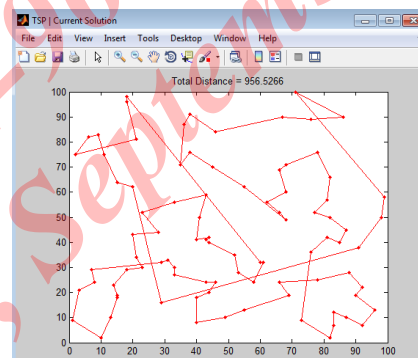 TSP | Current Solution
File Edit View Insert Tools Desktop Window Help
Total Distance = 956.5266
100
90
80
70
60
50
40
30
20
10
0
0 10 20 30 40 50 60 70 80 90 100
Septem